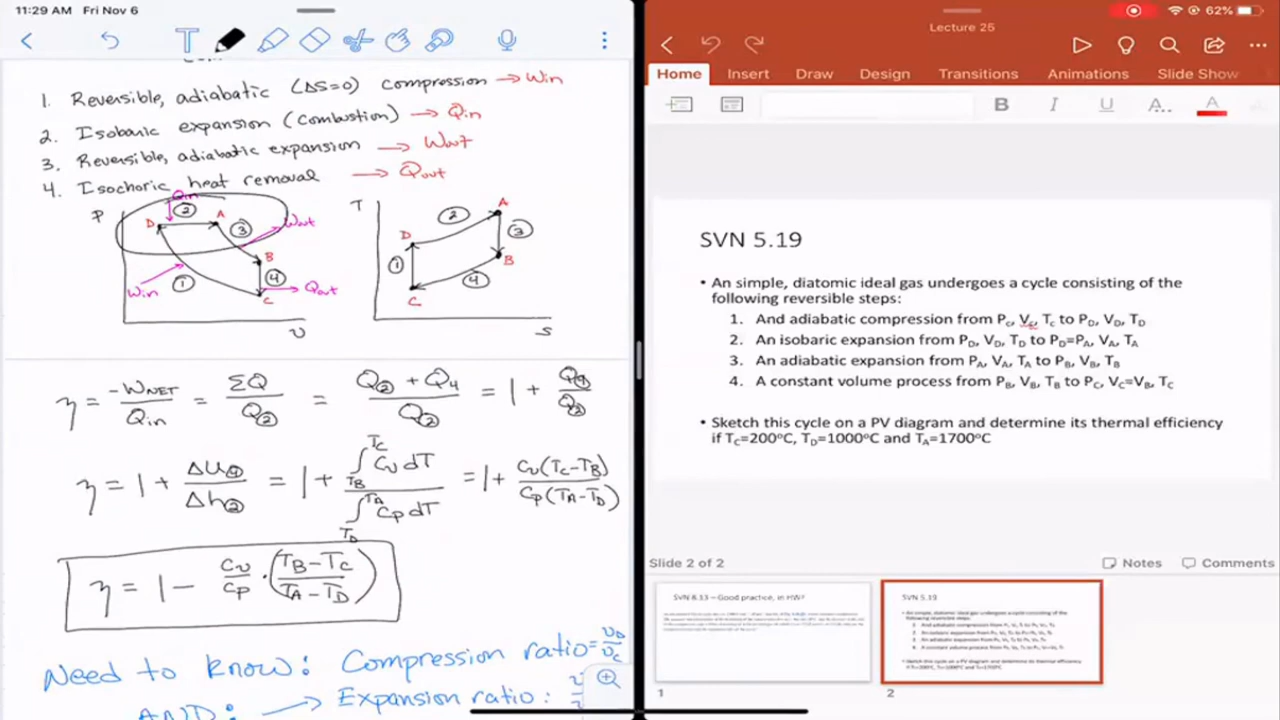 11:29 AM Fri Nov 6
62%
Lecture 25
Home Insert Draw Design Transitions Animations Slide Show
B I U A.. A
1. Reversible, adiabatic (ΔS=0) compression → Win
2. Isobaric expansion (combustion) → Qin
3. Reversible, adiabatic expansion → Wout
4. Isochoric heat removal → Qout
P Qin D ② A ③ Wout B ④ Qout C ① Win υ
T A ② ③ D ① B ④ C S
η = -W_NET / Qin = ΣQ / Q② = (Q② + Q④) / Q② = 1 + Q④ / Q②
η = 1 + Δu④ / Δh② = 1 + ∫_TB^TC Cυ dT / ∫_TD^TA Cp dT = 1 + Cυ(TC-TB) / Cp(TA-TD)
η = 1 - Cυ/Cp · (TB-TC / TA-TD)
Need to know: Compression ratio = υD/υC
AND: → Expansion ratio:
SVN 5.19
• An simple, diatomic ideal gas undergoes a cycle consisting of the
following reversible steps:
1. And adiabatic compression from Pc, Vc, Tc to PD, VD, TD
2. An isobaric expansion from PD, VD, TD to PD=PA, VA, TA
3. An adiabatic expansion from PA, VA, TA to PB, VB, TB
4. A constant volume process from PB, VB, TB to PC, VC=VB, TC
• Sketch this cycle on a PV diagram and determine its thermal efficiency
if TC=200°C, TD=1000°C and TA=1700°C
Slide 2 of 2
Notes Comments
SVN 8.13 – Good practice, in HW?
SVN 5.19
1
2